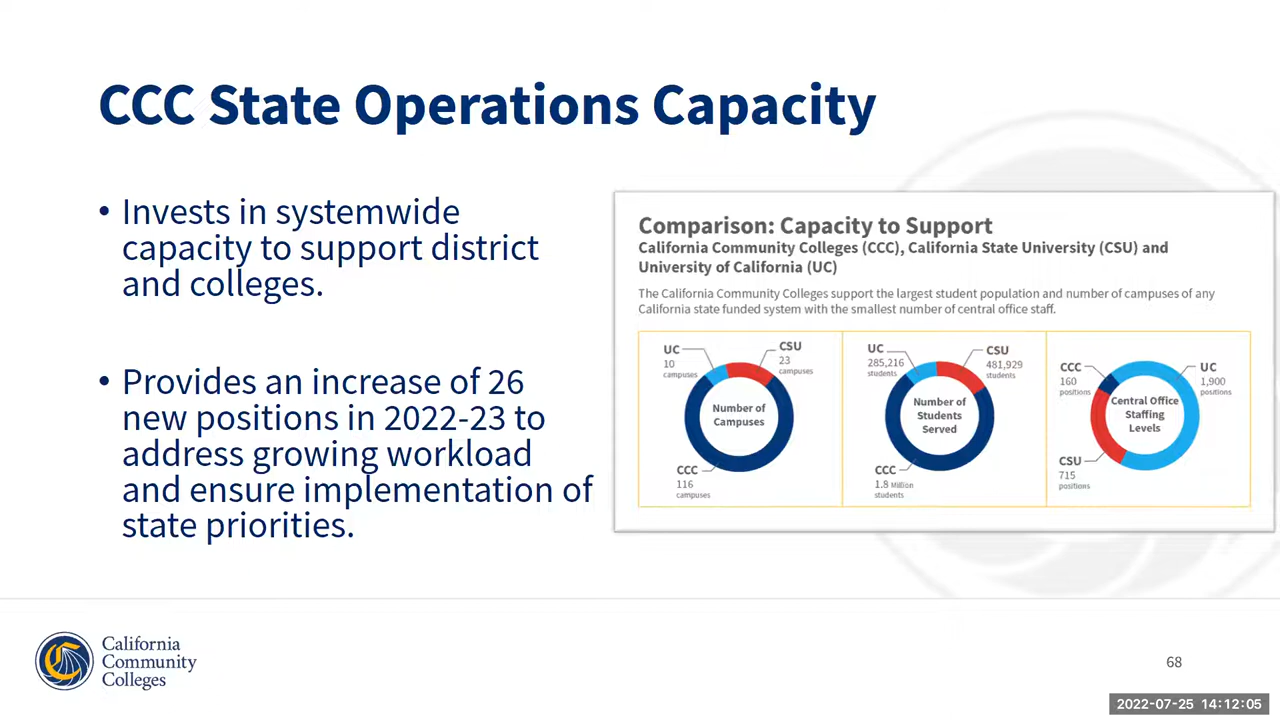 CCC State Operations Capacity
• Invests in systemwide
capacity to support district
and colleges.
• Provides an increase of 26
new positions in 2022-23 to
address growing workload
and ensure implementation of
state priorities.
Comparison: Capacity to Support
California Community Colleges (CCC), California State University (CSU) and
University of California (UC)
The California Community Colleges support the largest student population and number of campuses of any
California state funded system with the smallest number of central office staff.
UC
10
campuses
CSU
23
campuses
Number of
Campuses
CCC
116
campuses
UC
285,216
students
CSU
481,929
students
Number of
Students
Served
CCC
1.8 Million
students
CCC
160
positions
UC
1,900
positions
Central Office
Staffing
Levels
CSU
715
positions
California
Community
Colleges
68
2022-07-25 14:12:05